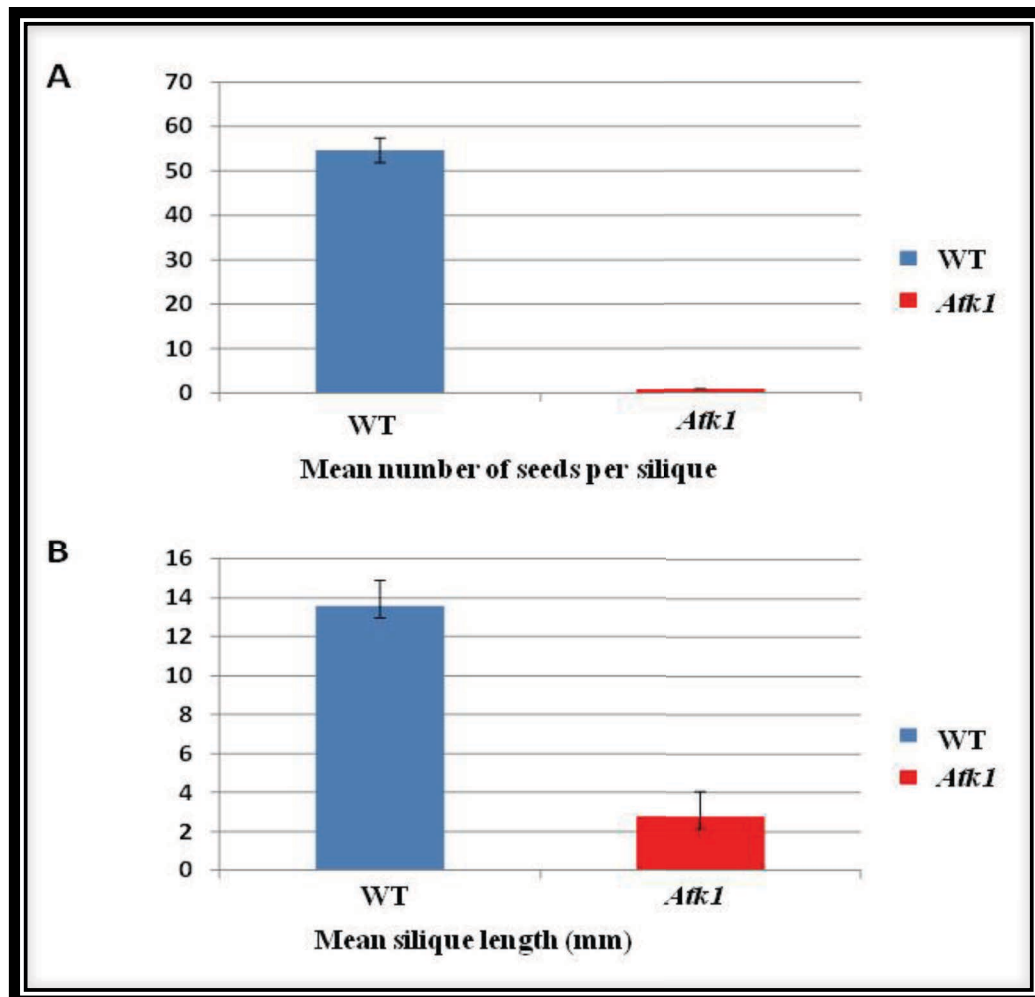 A
70
60
50
40
30
20
10
0
WT
Atk1
WT Atk1
Mean number of seeds per silique
B
16
14
12
10
8
6
4
2
0
WT
Atk1
WT Atk1
Mean silique length (mm)